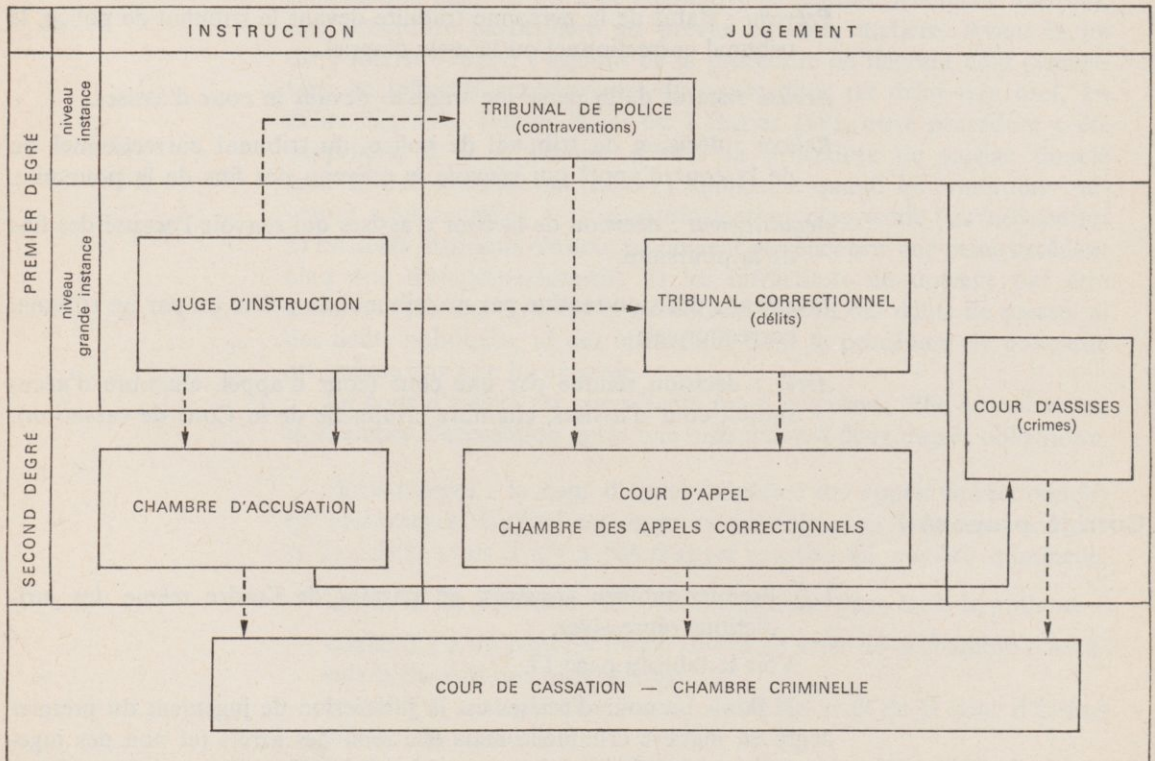 INSTRUCTION
JUGEMENT
PREMIER DEGRÉ
niveau
instance
niveau
grande instance
TRIBUNAL DE POLICE
(contraventions)
JUGE D'INSTRUCTION
TRIBUNAL CORRECTIONNEL
(délits)
COUR D'ASSISES
(crimes)
SECOND DEGRÉ
CHAMBRE D'ACCUSATION
COUR D'APPEL
CHAMBRE DES APPELS CORRECTIONNELS
COUR DE CASSATION — CHAMBRE CRIMINELLE